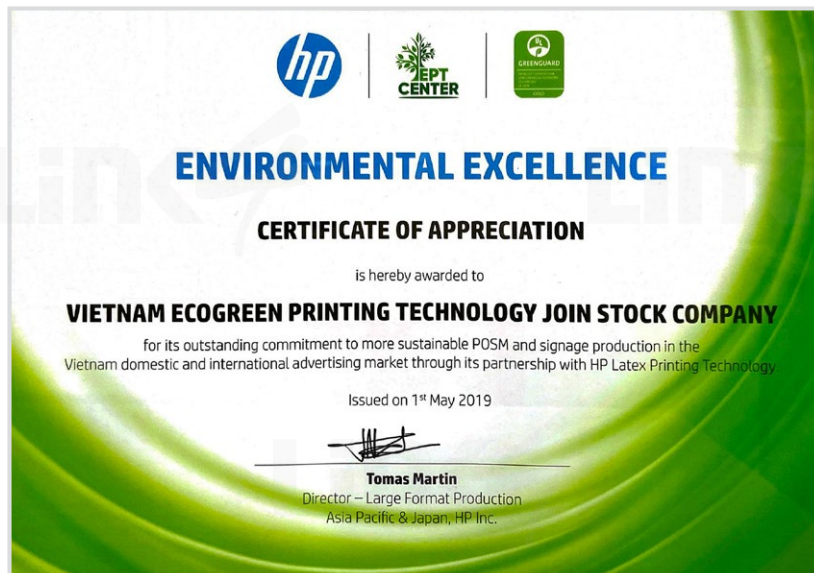 hp
EPT
CENTER
GREENGUARD
ENVIRONMENTAL EXCELLENCE
CERTIFICATE OF APPRECIATION
is hereby awarded to
VIETNAM ECOGREEN PRINTING TECHNOLOGY JOIN STOCK COMPANY
for its outstanding commitment to more sustainable POSM and signage production in the
Vietnam domestic and international advertising market through its partnership with HP Latex Printing Technology.
Issued on 1st May 2019
Tomas Martin
Director – Large Format Production
Asia Pacific & Japan, HP Inc.